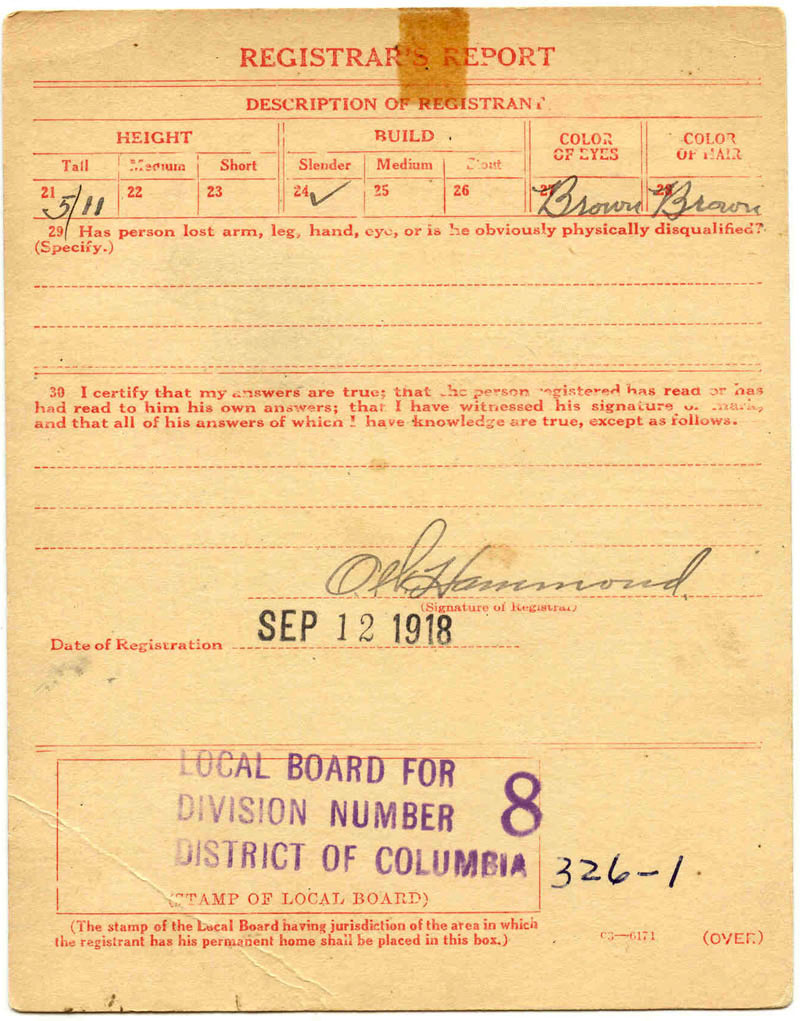 REGISTRAR'S REPORT
DESCRIPTION OF REGISTRANT
HEIGHT BUILD COLOR OF EYES COLOR OF HAIR
Tall Medium Short Slender Medium Stout
21 5/11 22 23 24 ✓ 25 26 27 Brown 28 Brown
29 Has person lost arm, leg, hand, eye, or is he obviously physically disqualified?
(Specify.)
30 I certify that my answers are true; that the person registered has read or has
had read to him his own answers; that I have witnessed his signature or mark,
and that all of his answers of which I have knowledge are true, except as follows.
Hammond
(Signature of Registrar)
Date of Registration SEP 12 1918
LOCAL BOARD FOR
DIVISION NUMBER 8
DISTRICT OF COLUMBIA
326-1
(STAMP OF LOCAL BOARD)
(The stamp of the Local Board having jurisdiction of the area in which
the registrant has his permanent home shall be placed in this box.)
03—6171 (OVER)